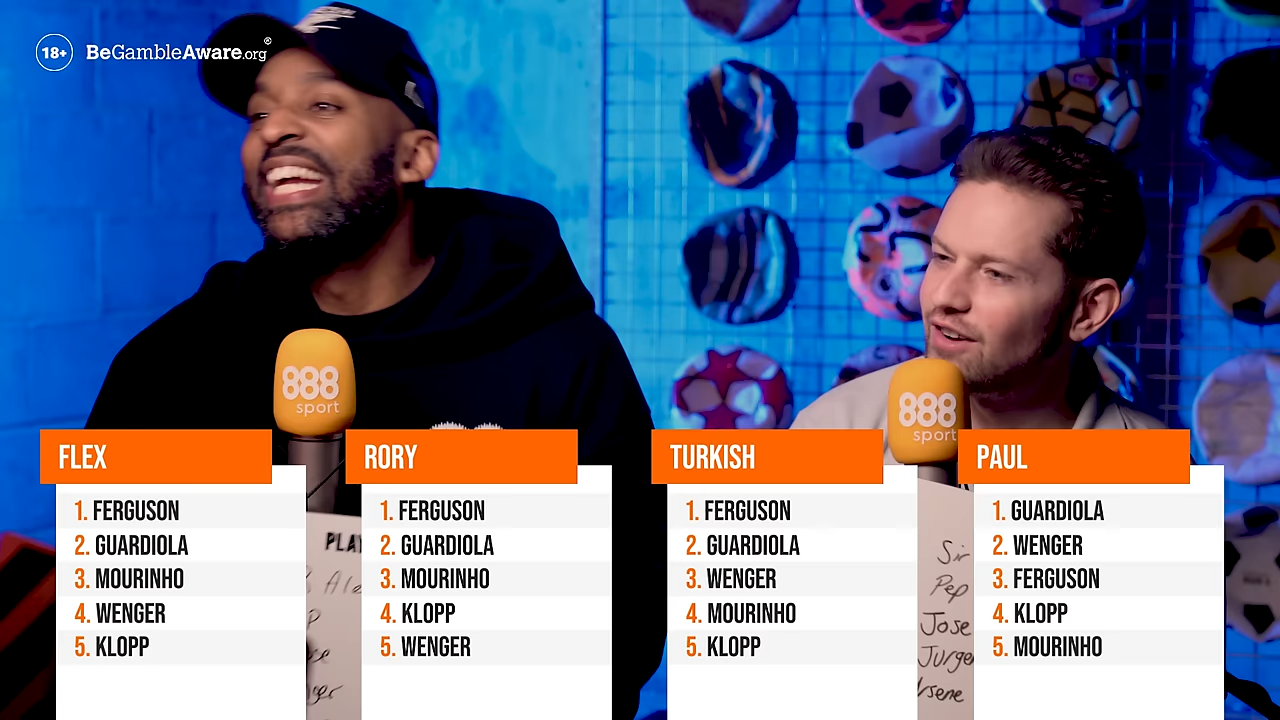 18+ BeGambleAware.org®
888
sport
888
sport
FLEX
1. FERGUSON
2. GUARDIOLA
3. MOURINHO
4. WENGER
5. KLOPP
RORY
1. FERGUSON
2. GUARDIOLA
3. MOURINHO
4. KLOPP
5. WENGER
TURKISH
1. FERGUSON
2. GUARDIOLA
3. WENGER
4. MOURINHO
5. KLOPP
PAUL
1. GUARDIOLA
2. WENGER
3. FERGUSON
4. KLOPP
5. MOURINHO
Sir
Pep
Jose